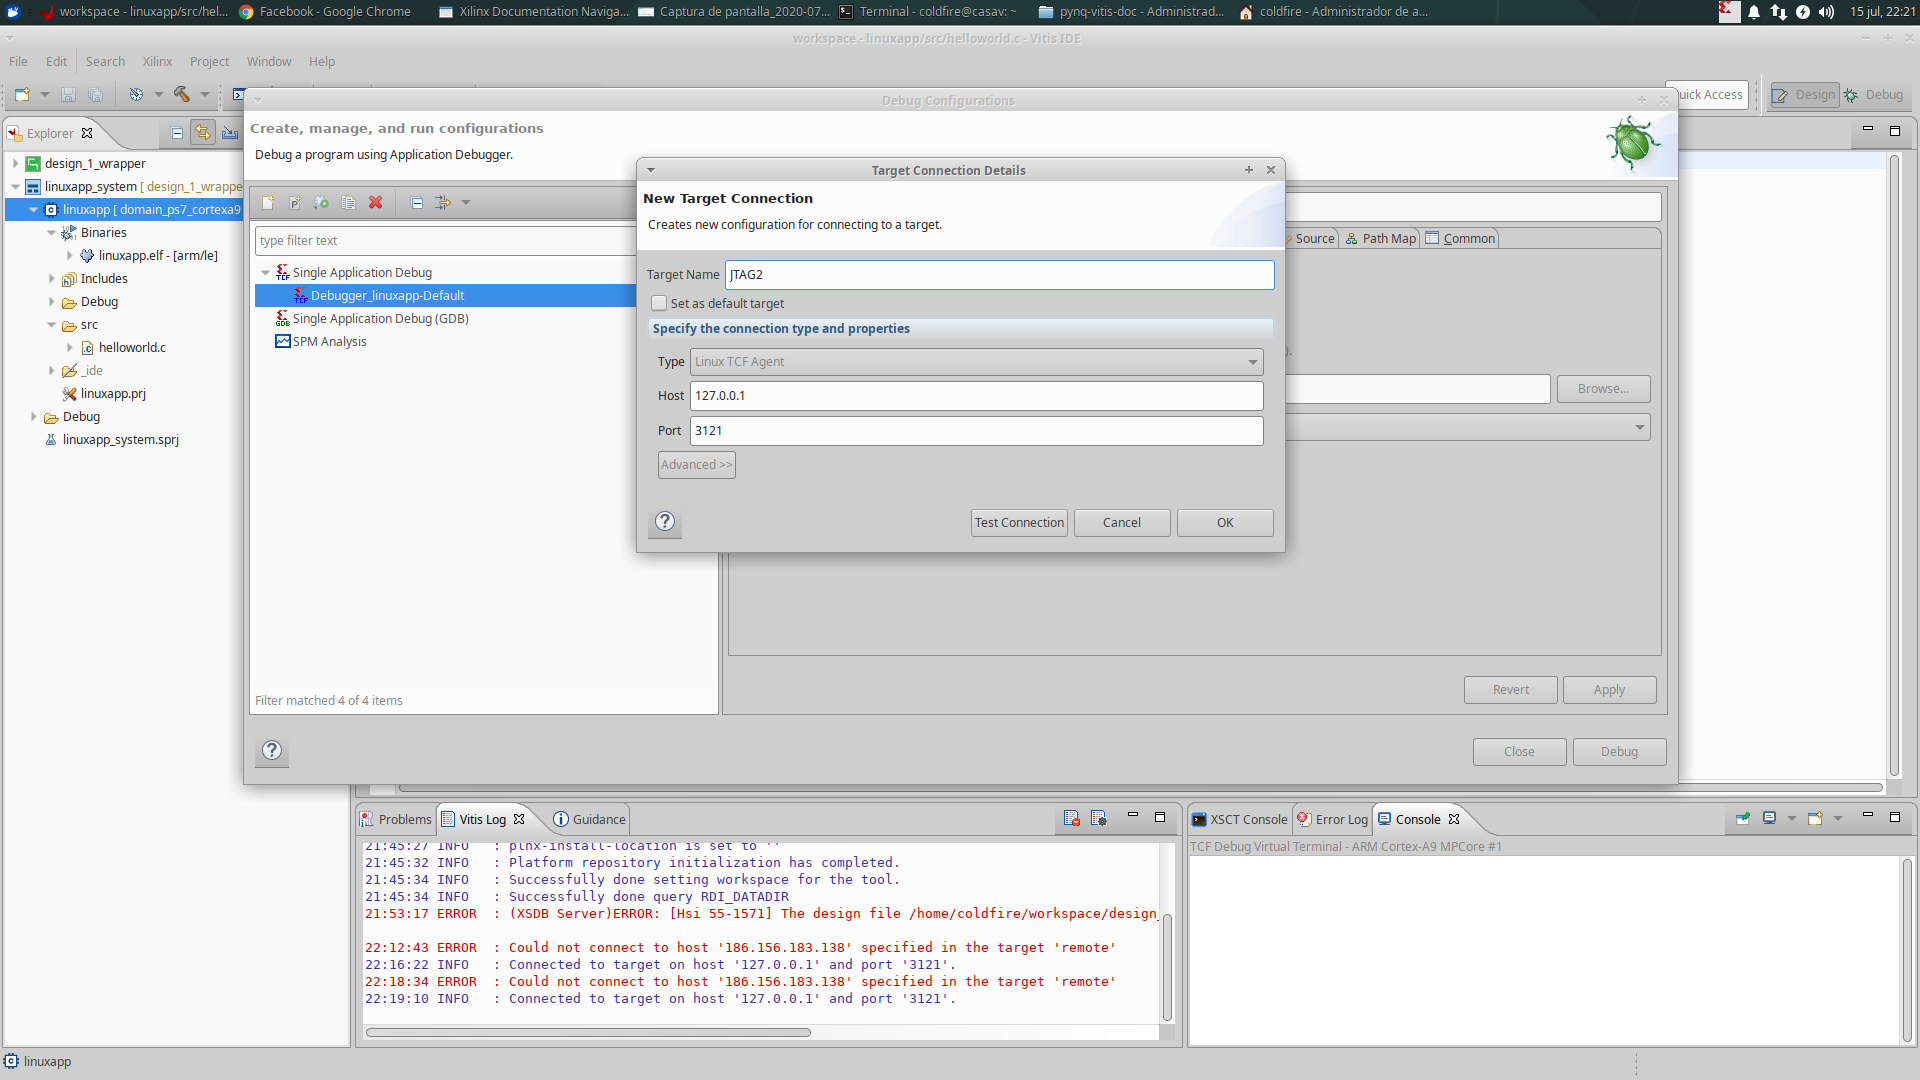 workspace - linuxapp/src/hel...
Facebook - Google Chrome
Xilinx Documentation Naviga...
Captura de pantalla_2020-07...
Terminal - coldfire@casav: ~
pynq-vitis-doc - Administrad...
coldfire - Administrador de a...
15 jul, 22:21
workspace - linuxapp/src/helloworld.c - Vitis IDE
File Edit Search Xilinx Project Window Help
uick Access
Design
Debug
Explorer
design_1_wrapper
linuxapp_system [ design_1_wrappe
linuxapp [ domain_ps7_cortexa9
Binaries
linuxapp.elf - [arm/le]
Includes
Debug
src
helloworld.c
_ide
linuxapp.prj
Debug
linuxapp_system.sprj
Debug Configurations
Create, manage, and run configurations
Debug a program using Application Debugger.
type filter text
Single Application Debug
Debugger_linuxapp-Default
Single Application Debug (GDB)
SPM Analysis
Filter matched 4 of 4 items
Source
Path Map
Common
).
Browse...
Revert
Apply
Close
Debug
Target Connection Details
New Target Connection
Creates new configuration for connecting to a target.
Target Name JTAG2
Set as default target
Specify the connection type and properties
Type Linux TCF Agent
Host 127.0.0.1
Port 3121
Advanced >>
Test Connection
Cancel
OK
Problems
Vitis Log
Guidance
21:45:27 INFO : plnx-install-location is set to ''
21:45:32 INFO : Platform repository initialization has completed.
21:45:34 INFO : Successfully done setting workspace for the tool.
21:45:34 INFO : Successfully done query RDI_DATADIR
21:53:17 ERROR : (XSDB Server)ERROR: [Hsi 55-1571] The design file /home/coldfire/workspace/design_
22:12:43 ERROR : Could not connect to host '186.156.183.138' specified in the target 'remote'
22:16:22 INFO : Connected to target on host '127.0.0.1' and port '3121'.
22:18:34 ERROR : Could not connect to host '186.156.183.138' specified in the target 'remote'
22:19:10 INFO : Connected to target on host '127.0.0.1' and port '3121'.
XSCT Console
Error Log
Console
TCF Debug Virtual Terminal - ARM Cortex-A9 MPCore #1
linuxapp